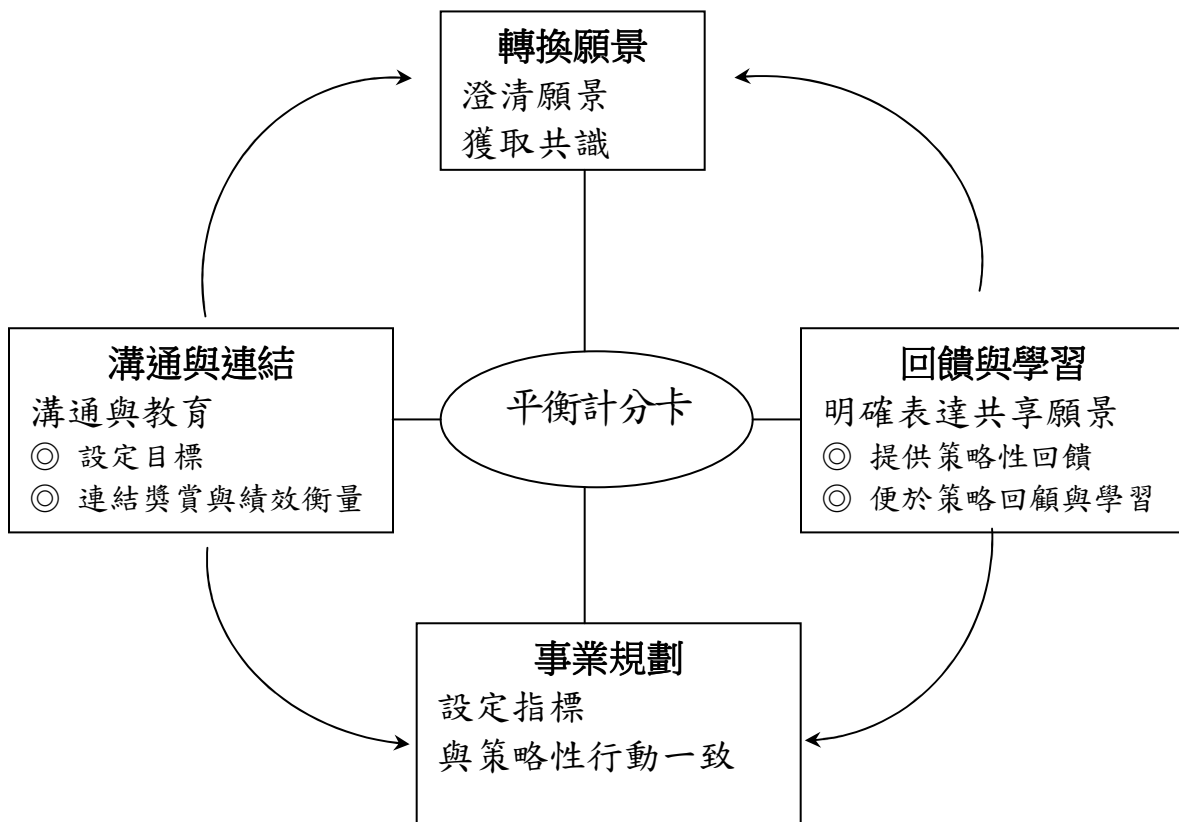 轉換願景
澄清願景
獲取共識
溝通與連結
溝通與教育
◎ 設定目標
◎ 連結獎賞與績效衡量
平衡計分卡
回饋與學習
明確表達共享願景
◎ 提供策略性回饋
◎ 便於策略回顧與學習
事業規劃
設定指標
與策略性行動一致